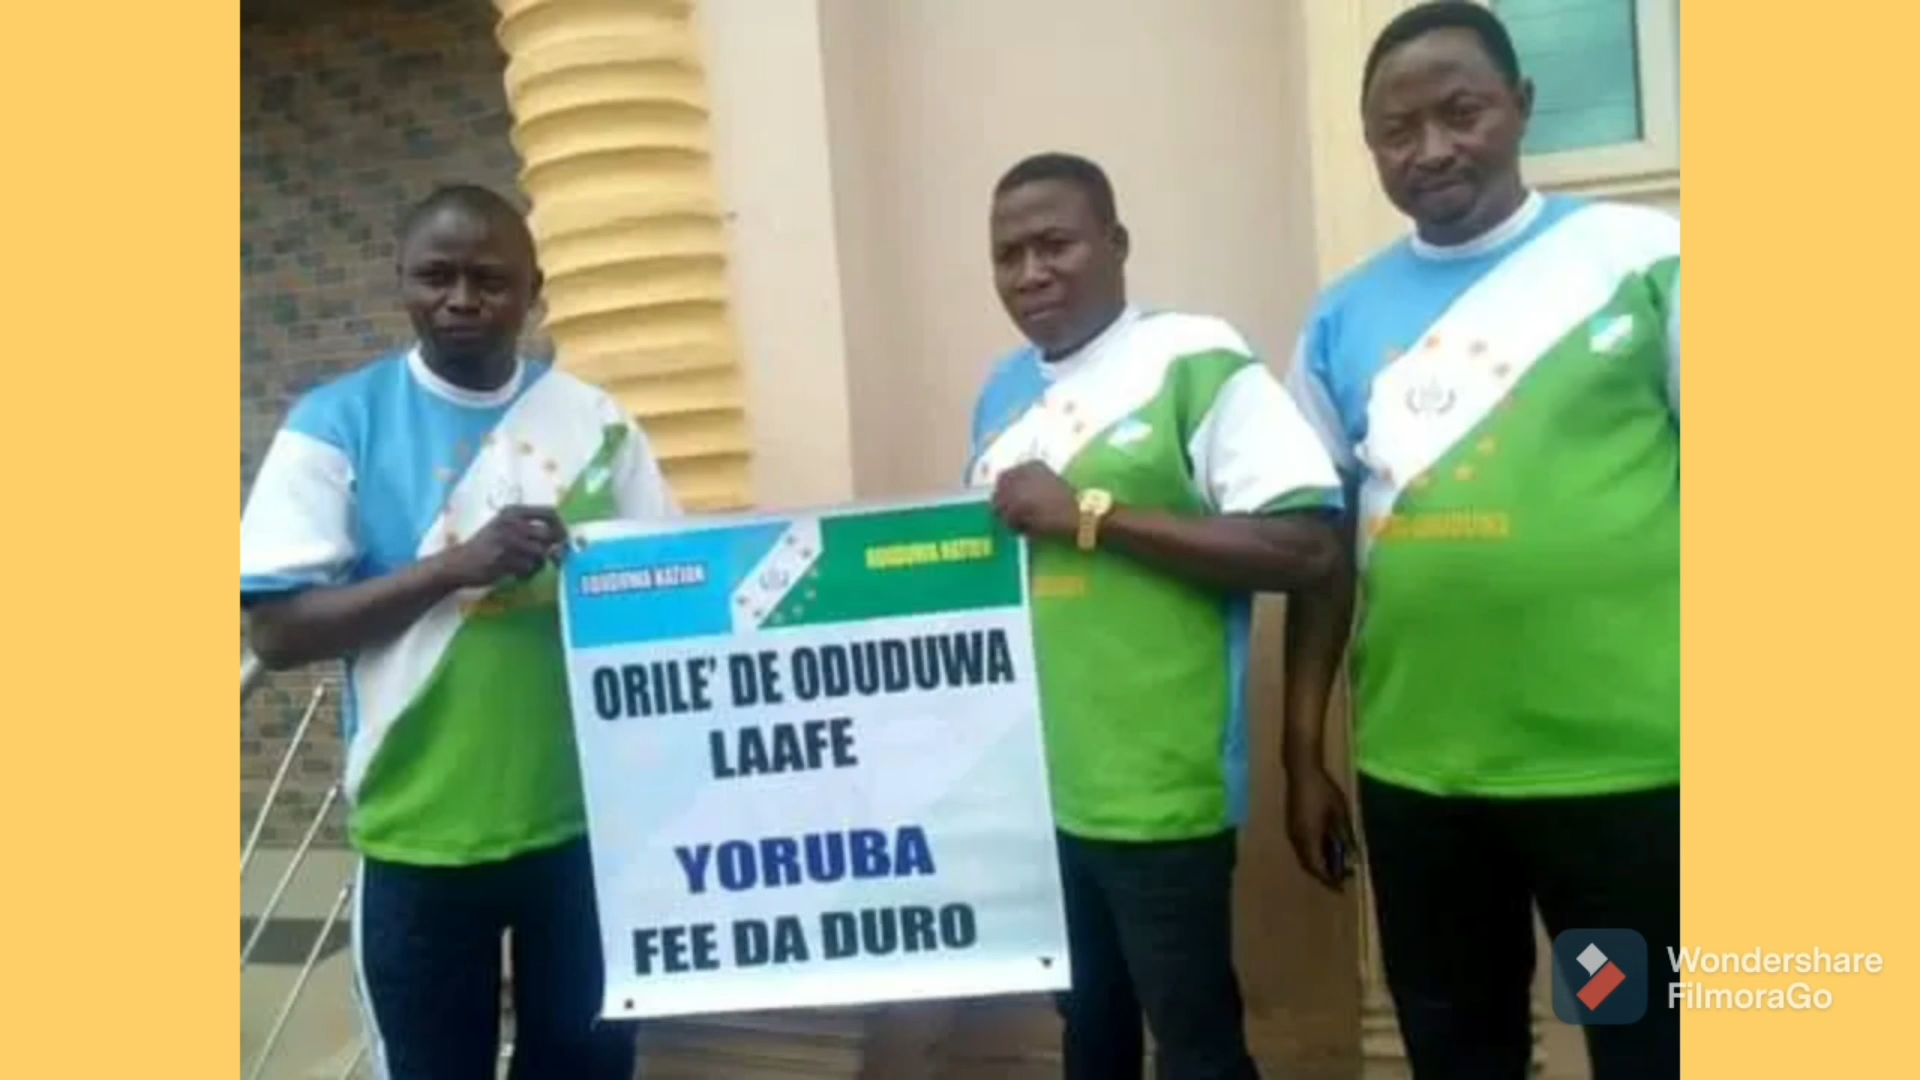 ODUDUWA NATION
ODUDUWA NATION
ORILE' DE ODUDUWA
LAAFE
YORUBA
FEE DA DURO
Wondershare
FilmoraGo